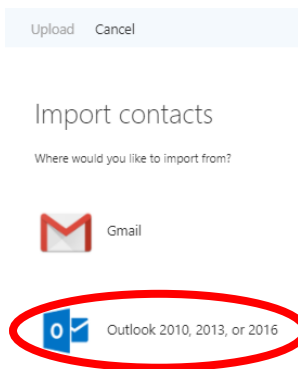 Upload Cancel
Import contacts
Where would you like to import from?
Gmail
Outlook 2010, 2013, or 2016